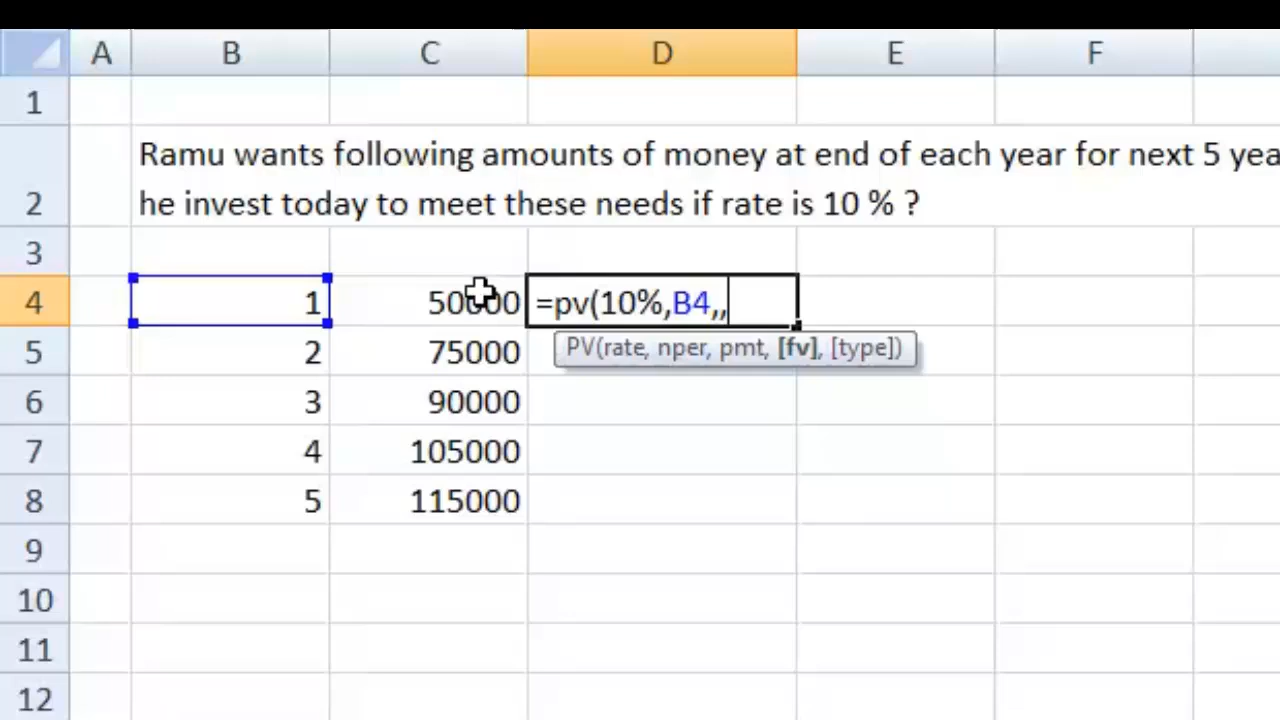 A B C D E F
1
Ramu wants following amounts of money at end of each year for next 5 yea
2 he invest today to meet these needs if rate is 10 % ?
3
4 1 50000 =pv(10%,B4,,
PV(rate, nper, pmt, [fv], [type])
5 2 75000
6 3 90000
7 4 105000
8 5 115000
9
10
11
12